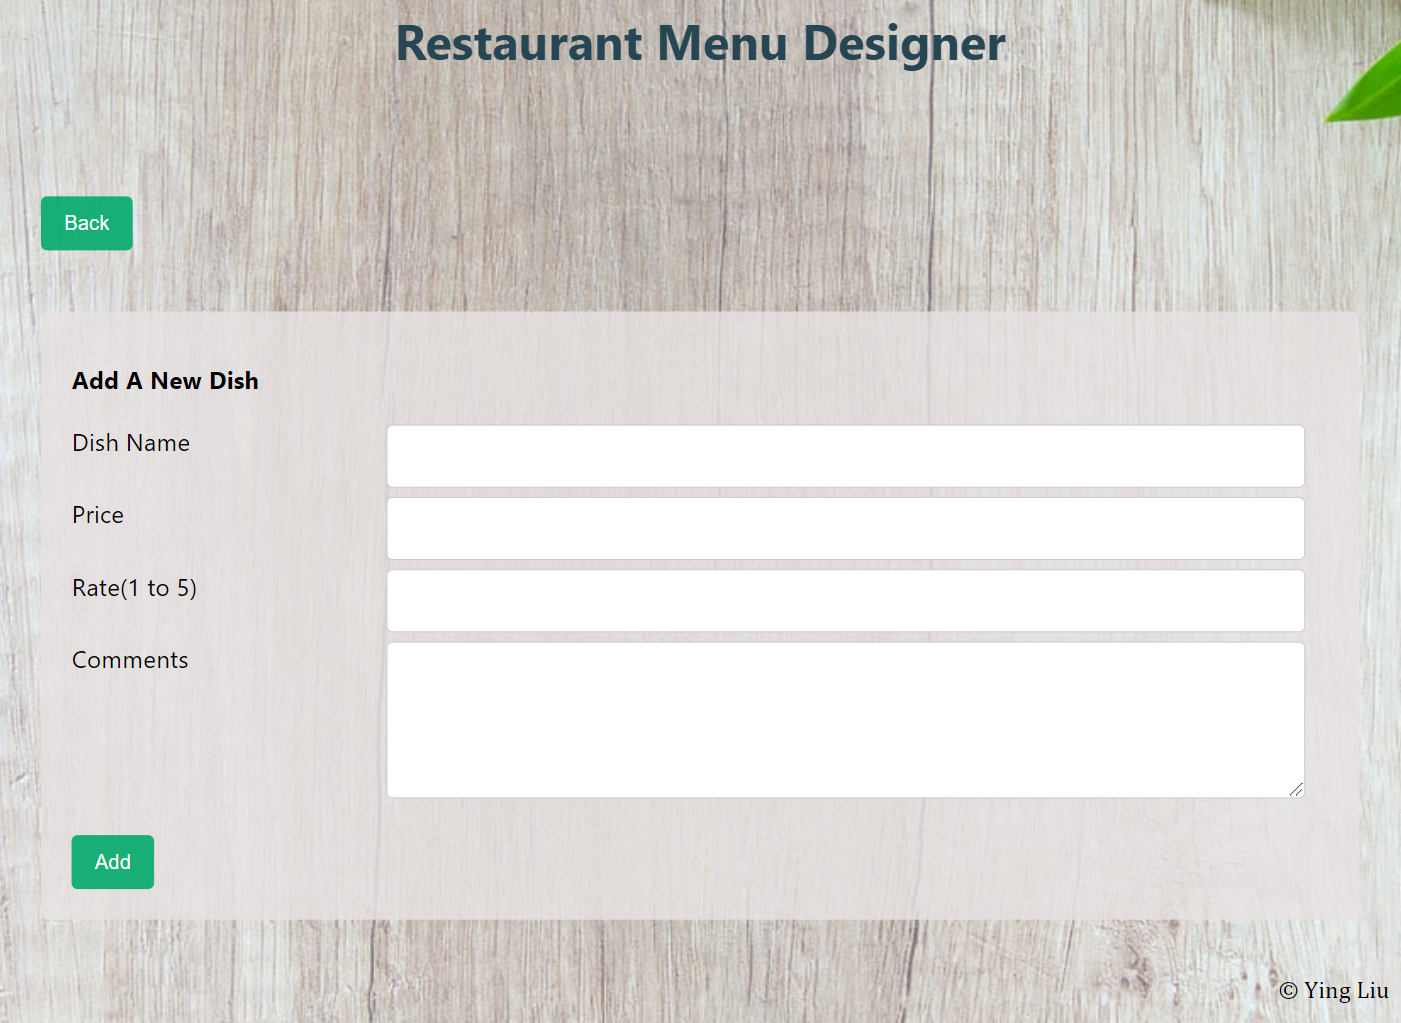 Restaurant Menu Designer
Back
Add A New Dish
Dish Name
Price
Rate(1 to 5)
Comments
Add
© Ying Liu